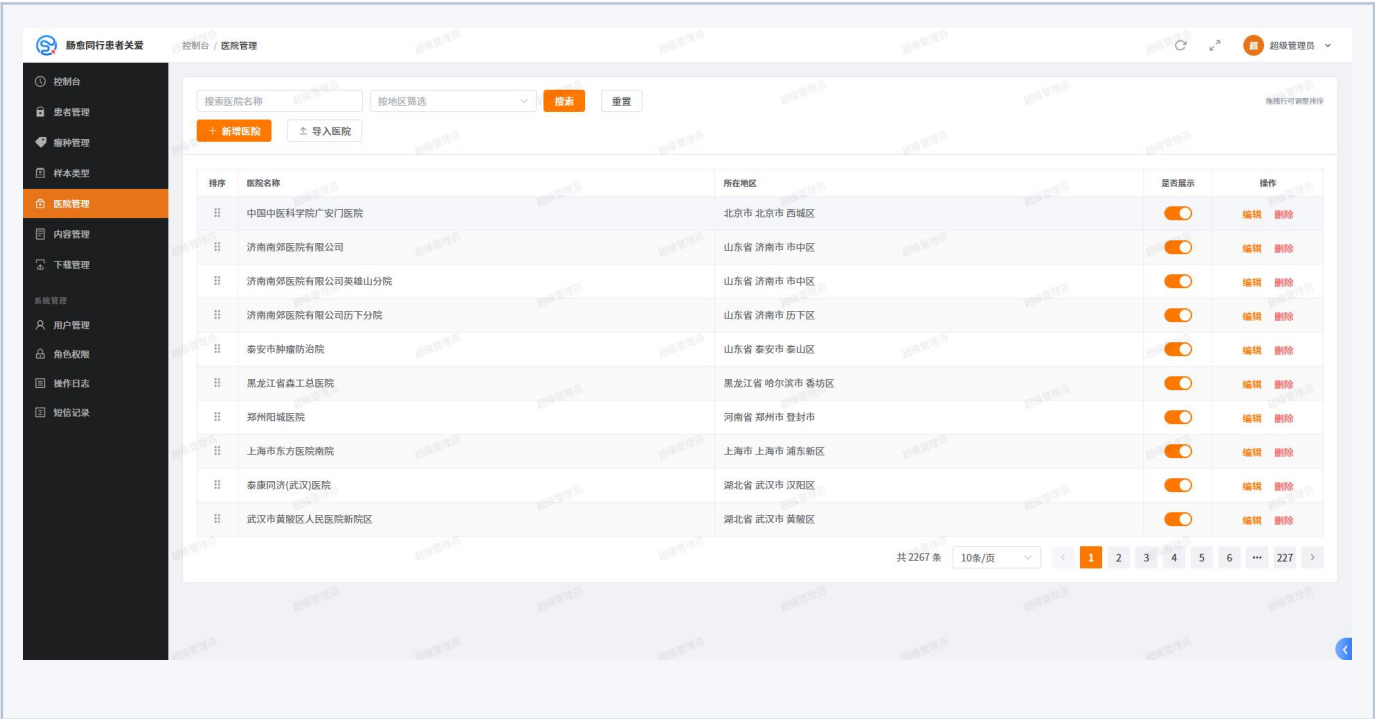 肠愈同行患者关爱
控制台 / 医院管理
超 超级管理员
控制台
患者管理
瘤种管理
样本类型
医院管理
内容管理
下载管理
系统管理
用户管理
角色权限
操作日志
短信记录
搜索医院名称 按地区筛选 搜索 重置 拖拽行可调整排序
新增医院 导入医院
排序 医院名称 所在地区 是否展示 操作
中国中医科学院广安门医院 北京市 北京市 西城区 编辑 删除
济南南郊医院有限公司 山东省 济南市 市中区 编辑 删除
济南南郊医院有限公司英雄山分院 山东省 济南市 市中区 编辑 删除
济南南郊医院有限公司历下分院 山东省 济南市 历下区 编辑 删除
泰安市肿瘤防治院 山东省 泰安市 泰山区 编辑 删除
黑龙江省森工总医院 黑龙江省 哈尔滨市 香坊区 编辑 删除
郑州阳城医院 河南省 郑州市 登封市 编辑 删除
上海市东方医院南院 上海市 上海市 浦东新区 编辑 删除
泰康同济(武汉)医院 湖北省 武汉市 汉阳区 编辑 删除
武汉市黄陂区人民医院新院区 湖北省 武汉市 黄陂区 编辑 删除
共 2267 条 10条/页 1 2 3 4 5 6 ··· 227